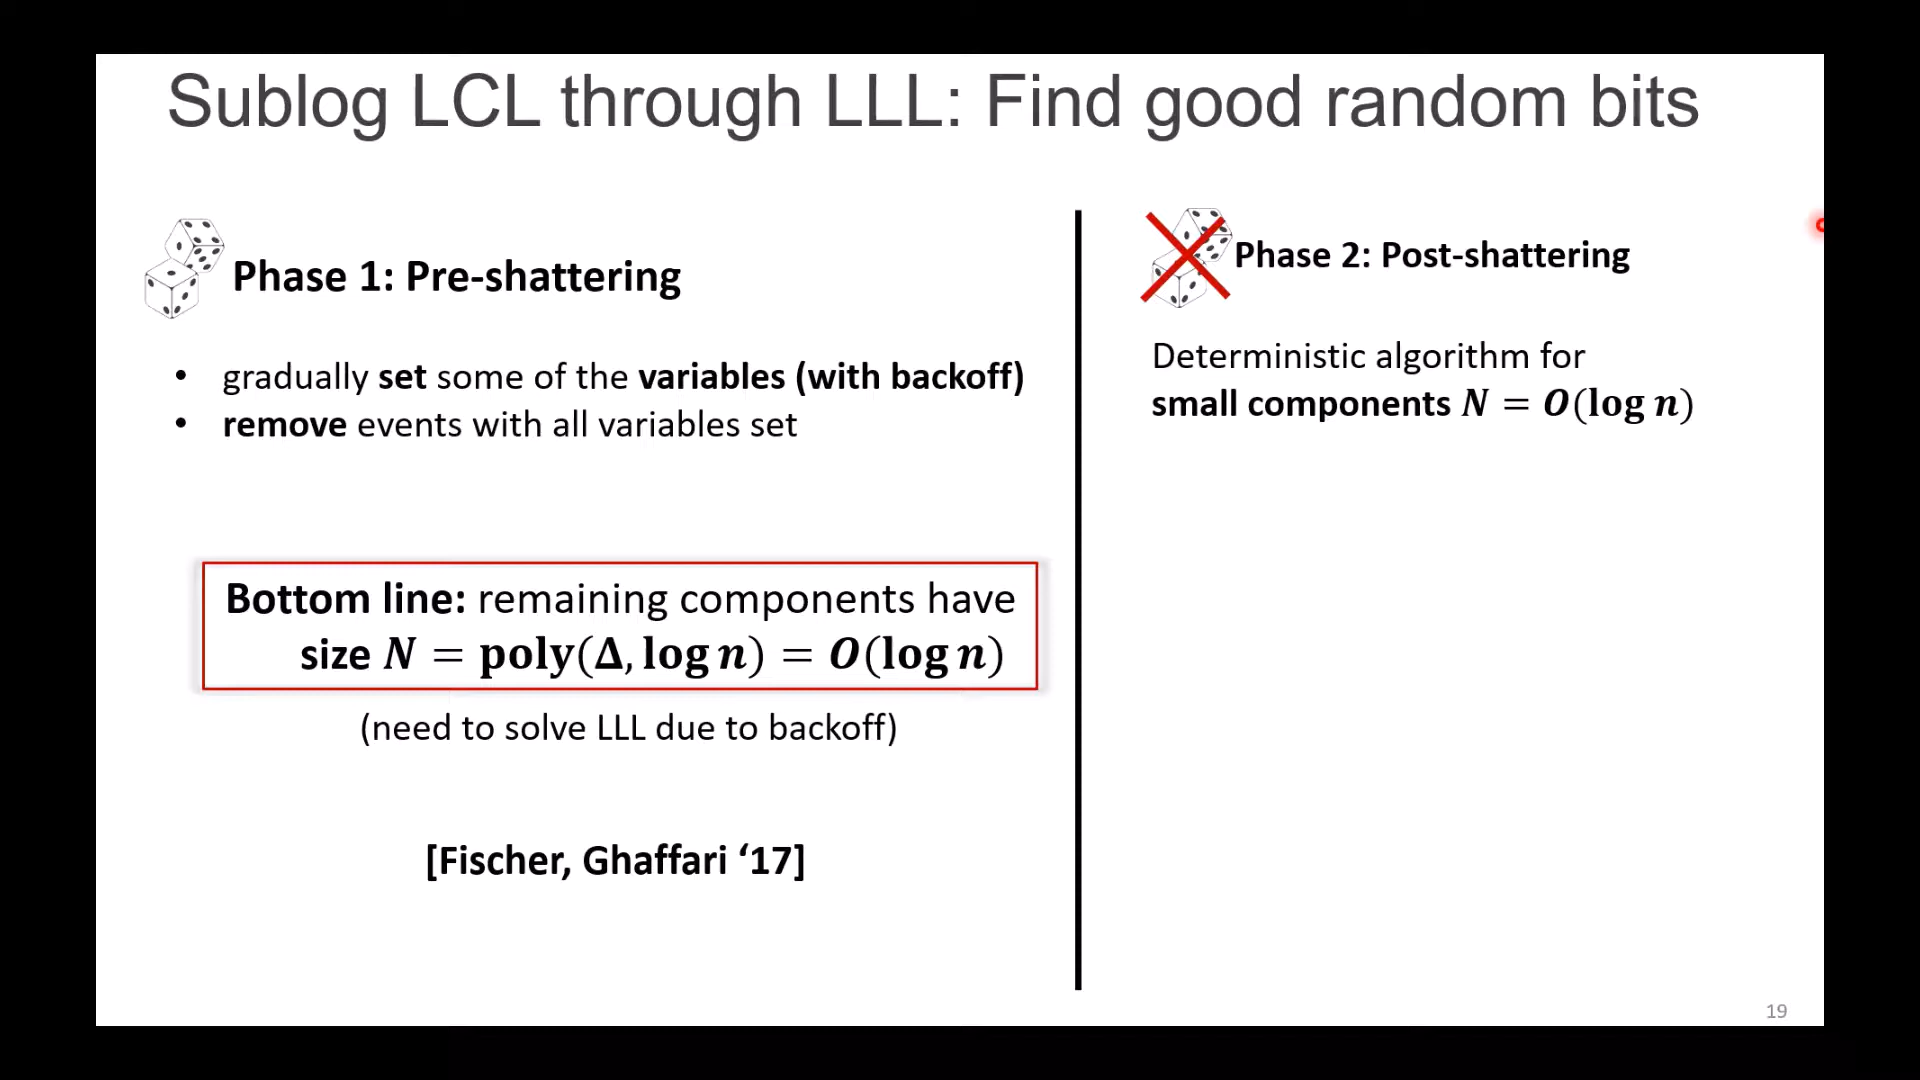 Sublog LCL through LLL: Find good random bits
Phase 1: Pre-shattering
• gradually set some of the variables (with backoff)
• remove events with all variables set
Bottom line: remaining components have
size N = poly(Δ, log n) = O(log n)
(need to solve LLL due to backoff)
[Fischer, Ghaffari ‘17]
Phase 2: Post-shattering
Deterministic algorithm for
small components N = O(log n)
19